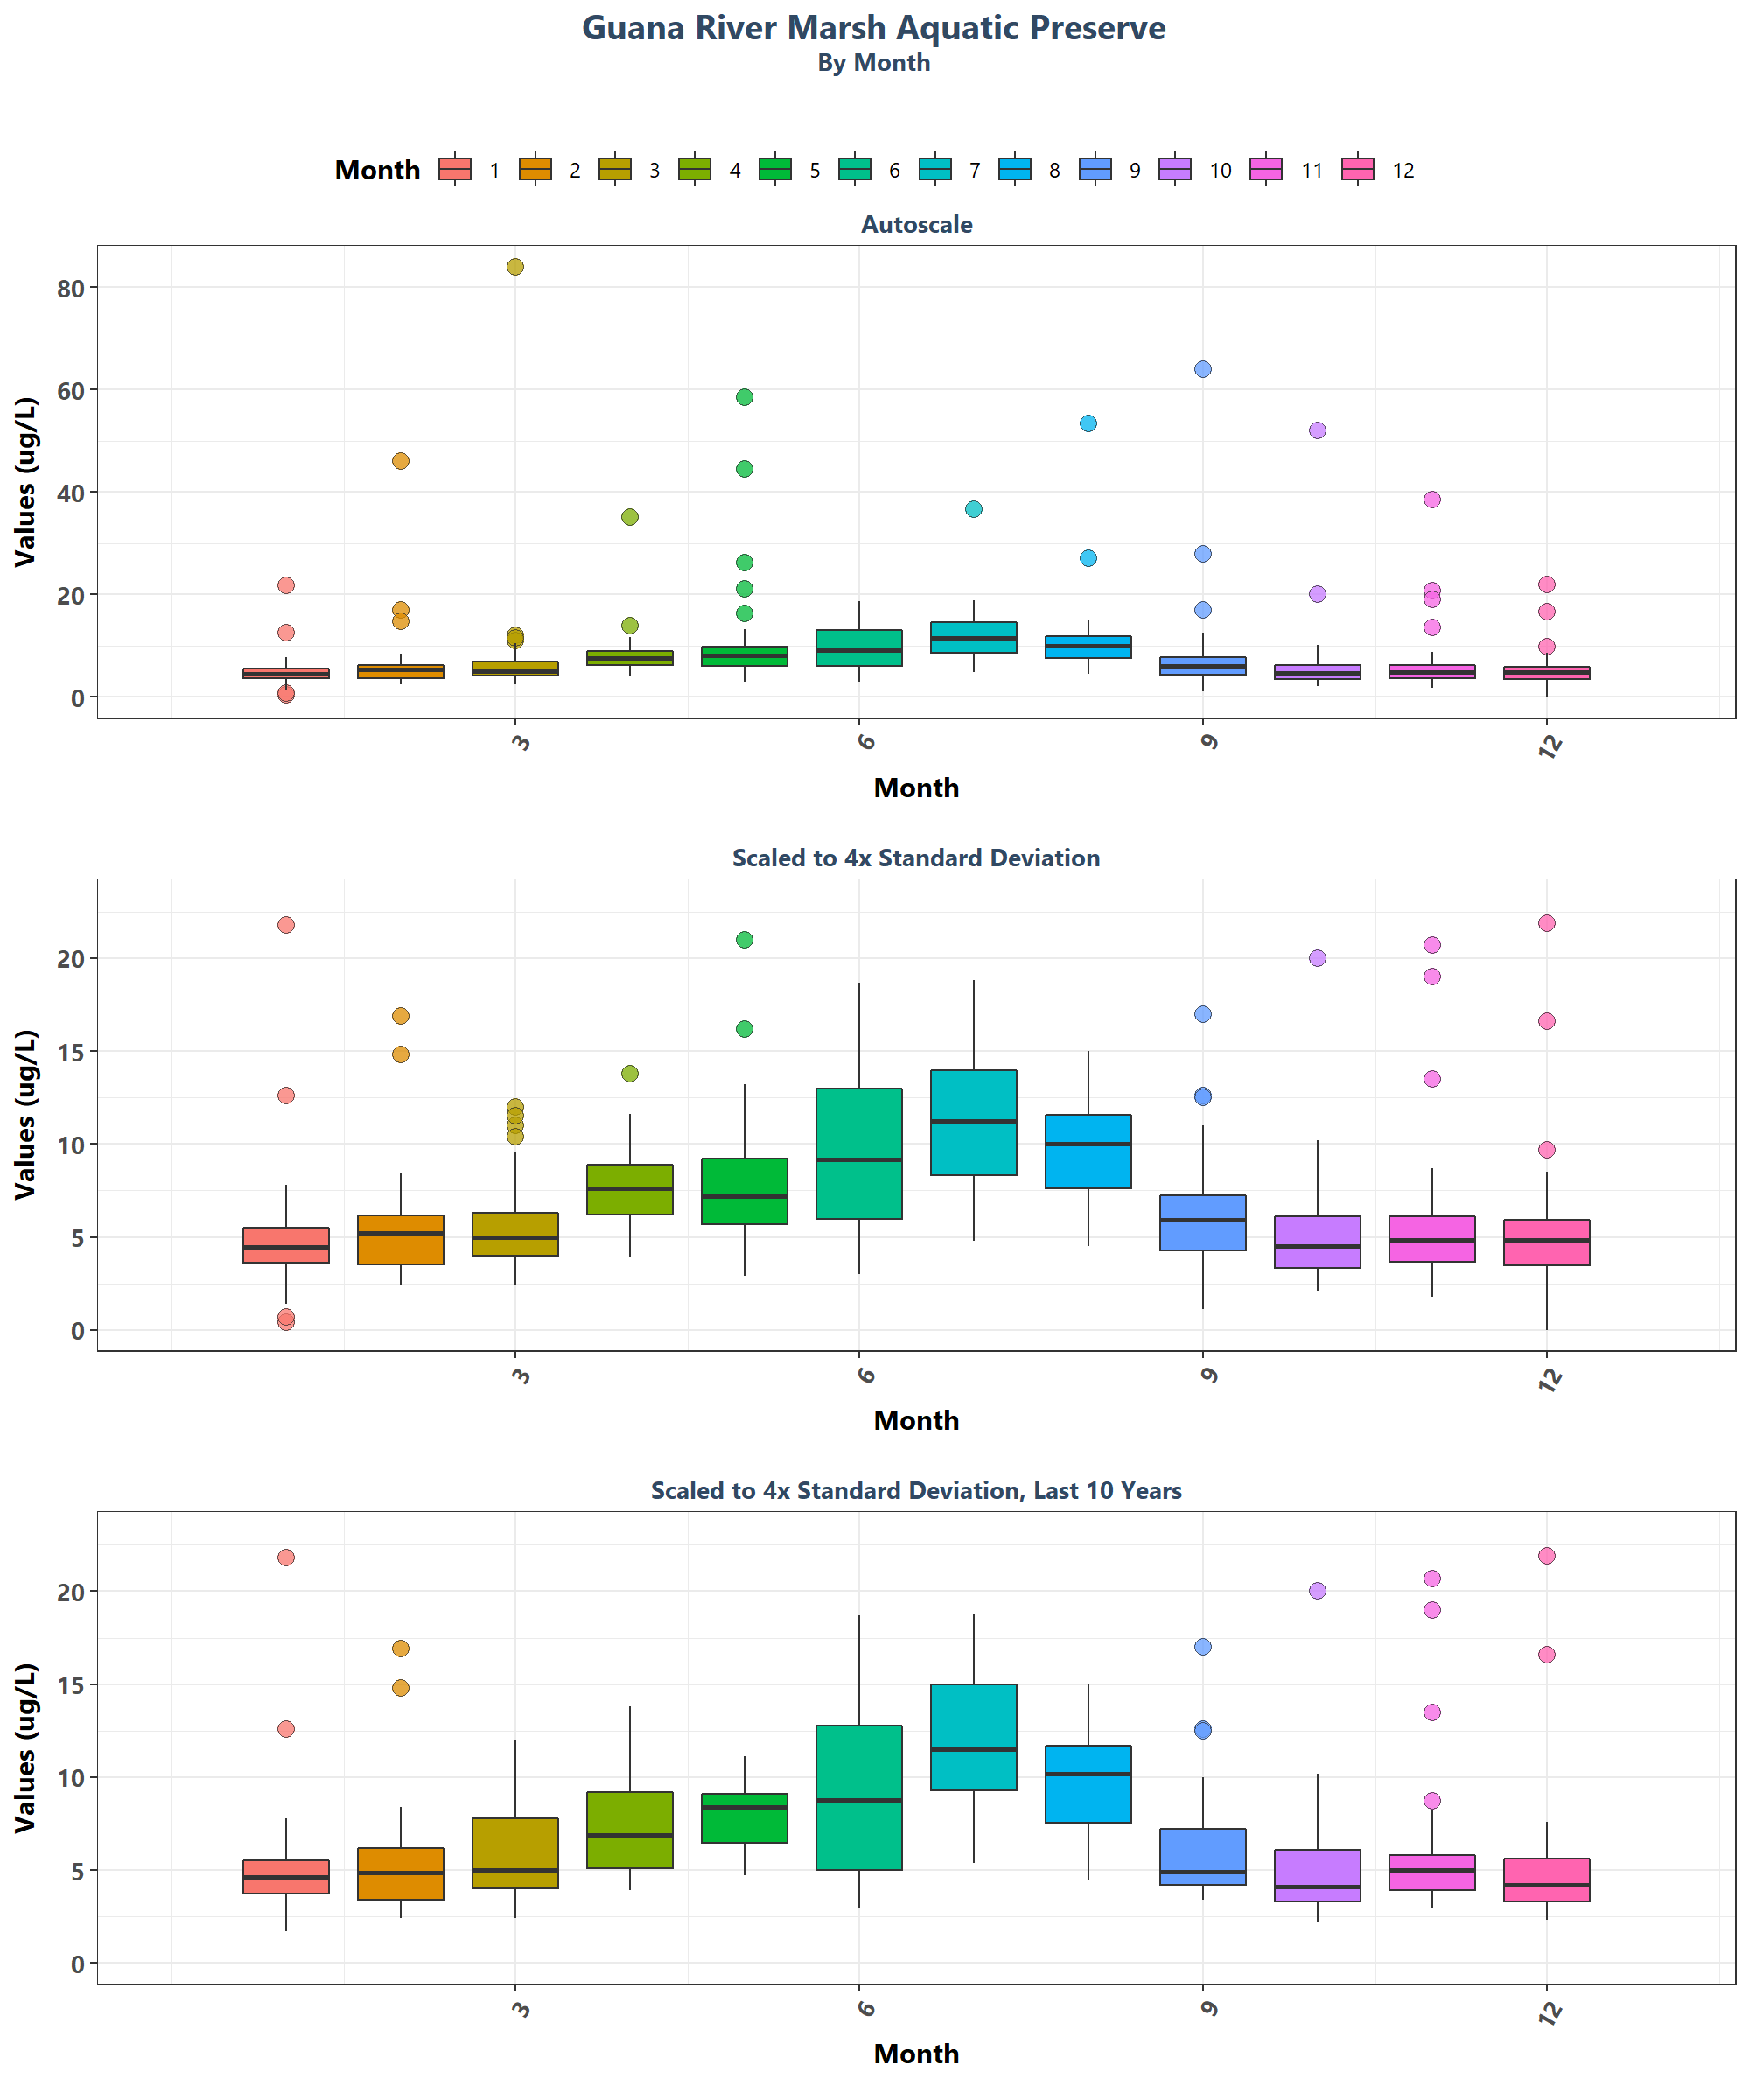 Guana River Marsh Aquatic Preserve
By Month
Month 1 2 3 4 5 6 7 8 9 10 11 12
Autoscale
Values (ug/L)
80
60
40
20
0
3 6 9 12
Month
Scaled to 4x Standard Deviation
Values (ug/L)
20
15
10
5
0
3 6 9 12
Month
Scaled to 4x Standard Deviation, Last 10 Years
Values (ug/L)
20
15
10
5
0
3 6 9 12
Month